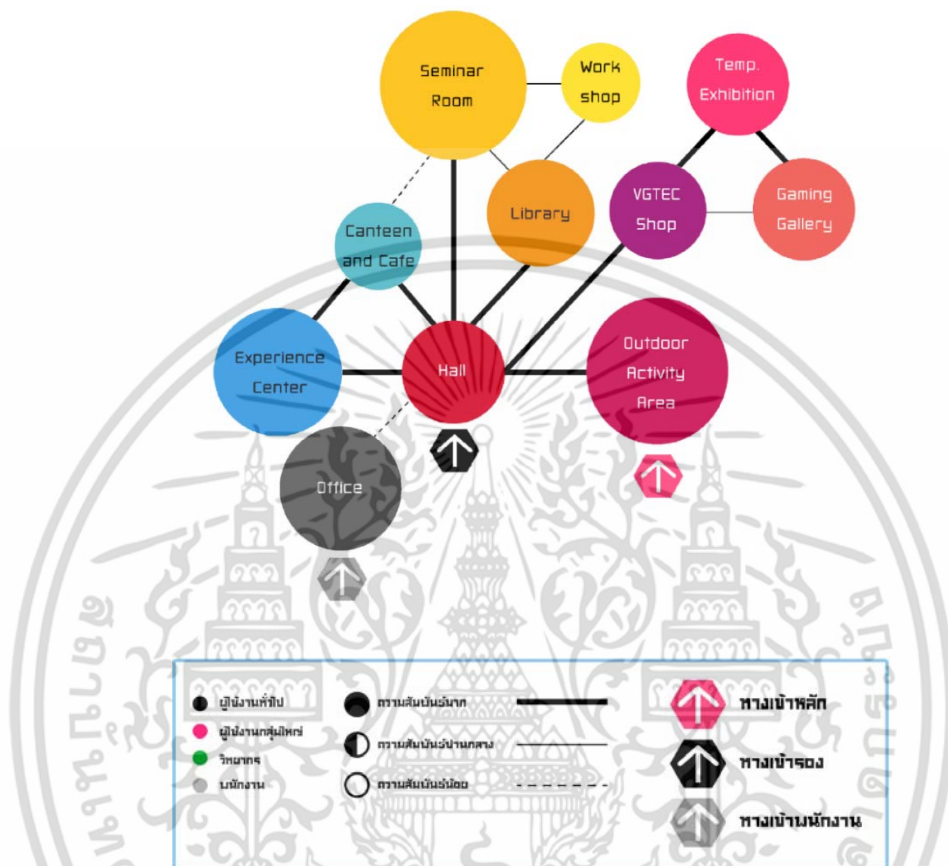 Seminar
Room
Work
shop
Temp.
Exhibition
Canteen
and Cafe
Library
VGTEC
Shop
Gaming
Gallery
Experience
Center
Hall
Outdoor
Activity
Area
Office
ผู้ใช้งานทั่วไป
ผู้ใช้งานกลุ่มใหญ่
วิทยากร
พนักงาน
ความสัมพันธ์มาก
ความสัมพันธ์ปานกลาง
ความสัมพันธ์น้อย
ทางเข้าหลัก
ทางเข้ารอง
ทางเข้าพนักงาน